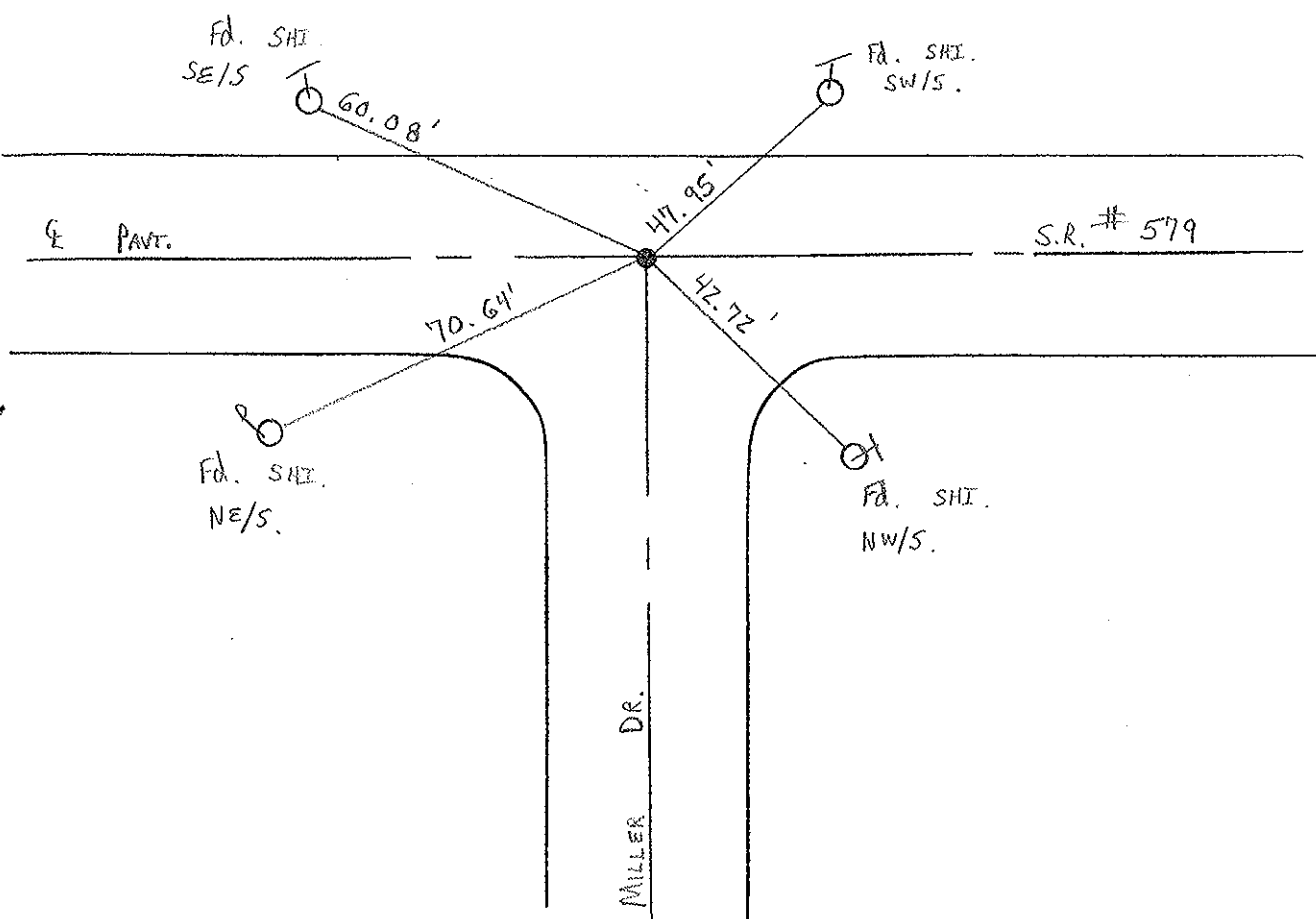 Fd. SHI.
SE/S
60.08'
Fd. SHI.
SW/S.
47.95'
℄ PAVT.
S.R. # 579
70.64'
42.72'
Fd. SHI.
NE/S.
Fd. SHI.
NW/S.
MILLER DR.